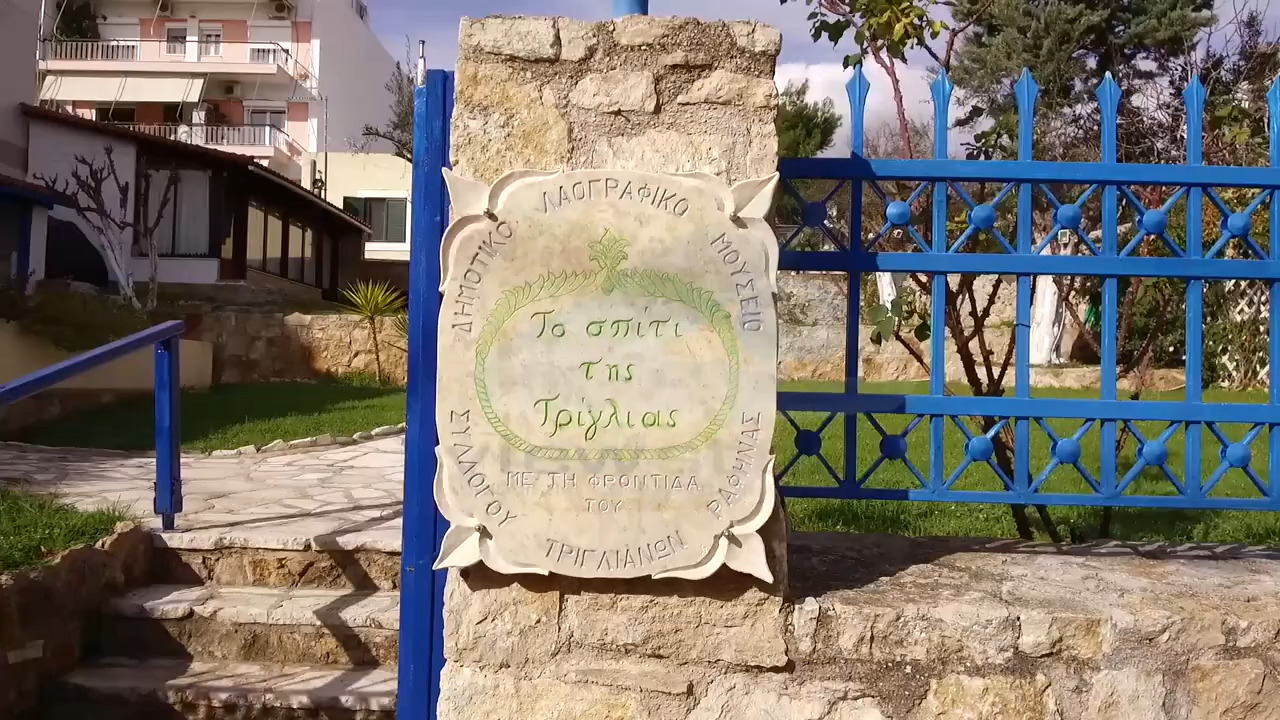 ΔΗΜΟΤΙΚΟ ΛΑΟΓΡΑΦΙΚΟ ΜΟΥΣΕΙΟ
Το σπίτι
της
Τρίγλιας
ΜΕ ΤΗ ΦΡΟΝΤΙΔΑ
ΤΟΥ
ΣΥΛΛΟΓΟΥ ΤΡΙΓΛΙΑΝΩΝ ΡΑΦΗΝΑΣ